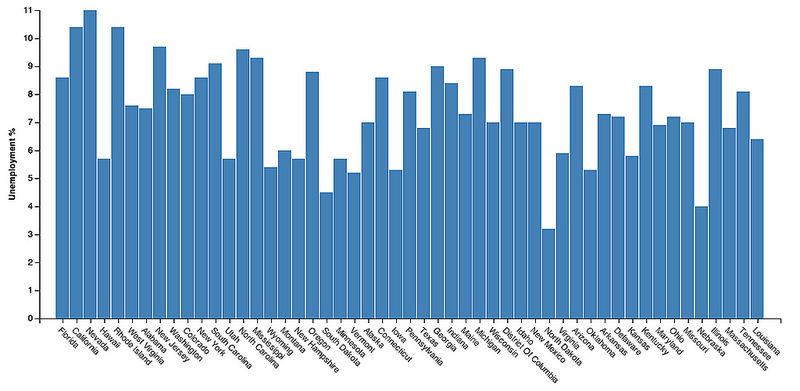 Unemployment %
11
10
9
8
7
6
5
4
3
2
1
0
Florida
California
Nevada
Hawaii
Rhode Island
West Virginia
Alabama
New Jersey
Washington
Colorado
New York
South Carolina
Utah
North Carolina
Mississippi
Wyoming
Montana
New Hampshire
Oregon
South Dakota
Minnesota
Vermont
Alaska
Connecticut
Iowa
Pennsylvania
Texas
Georgia
Indiana
Maine
Michigan
Wisconsin
District Of Columbia
Idaho
New Mexico
North Dakota
Virginia
Arizona
Oklahoma
Arkansas
Delaware
Kansas
Kentucky
Maryland
Ohio
Missouri
Nebraska
Illinois
Massachusetts
Tennessee
Louisiana